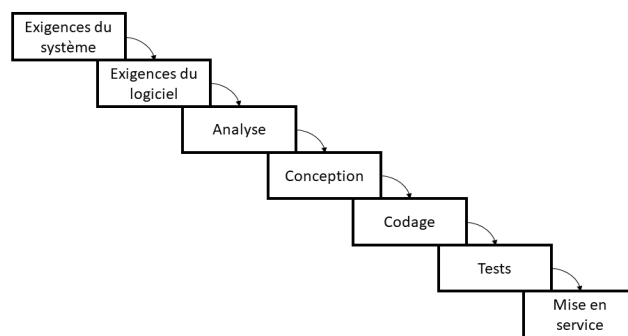 Exigences du
système
Exigences du
logiciel
Analyse
Conception
Codage
Tests
Mise en
service